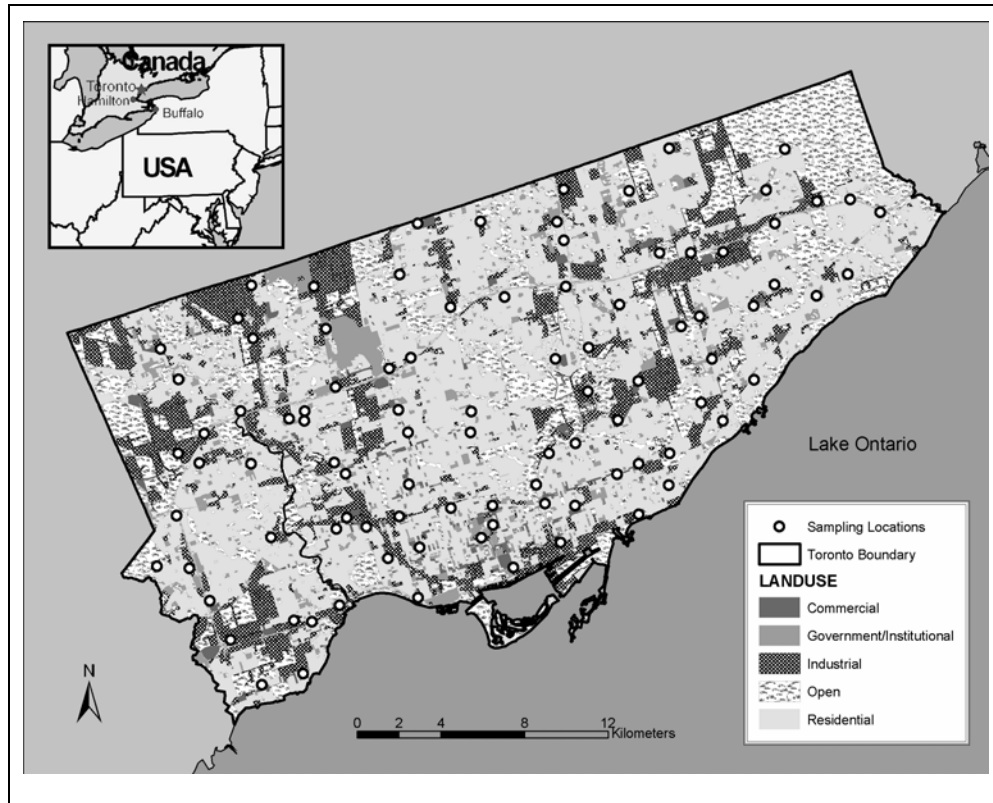 Canada
Toronto
Hamilton
Buffalo
USA
Lake Ontario
Sampling Locations
Toronto Boundary
LANDUSE
Commercial
Government/Institutional
Industrial
Open
Residential
N
0 2 4 8 12
Kilometers